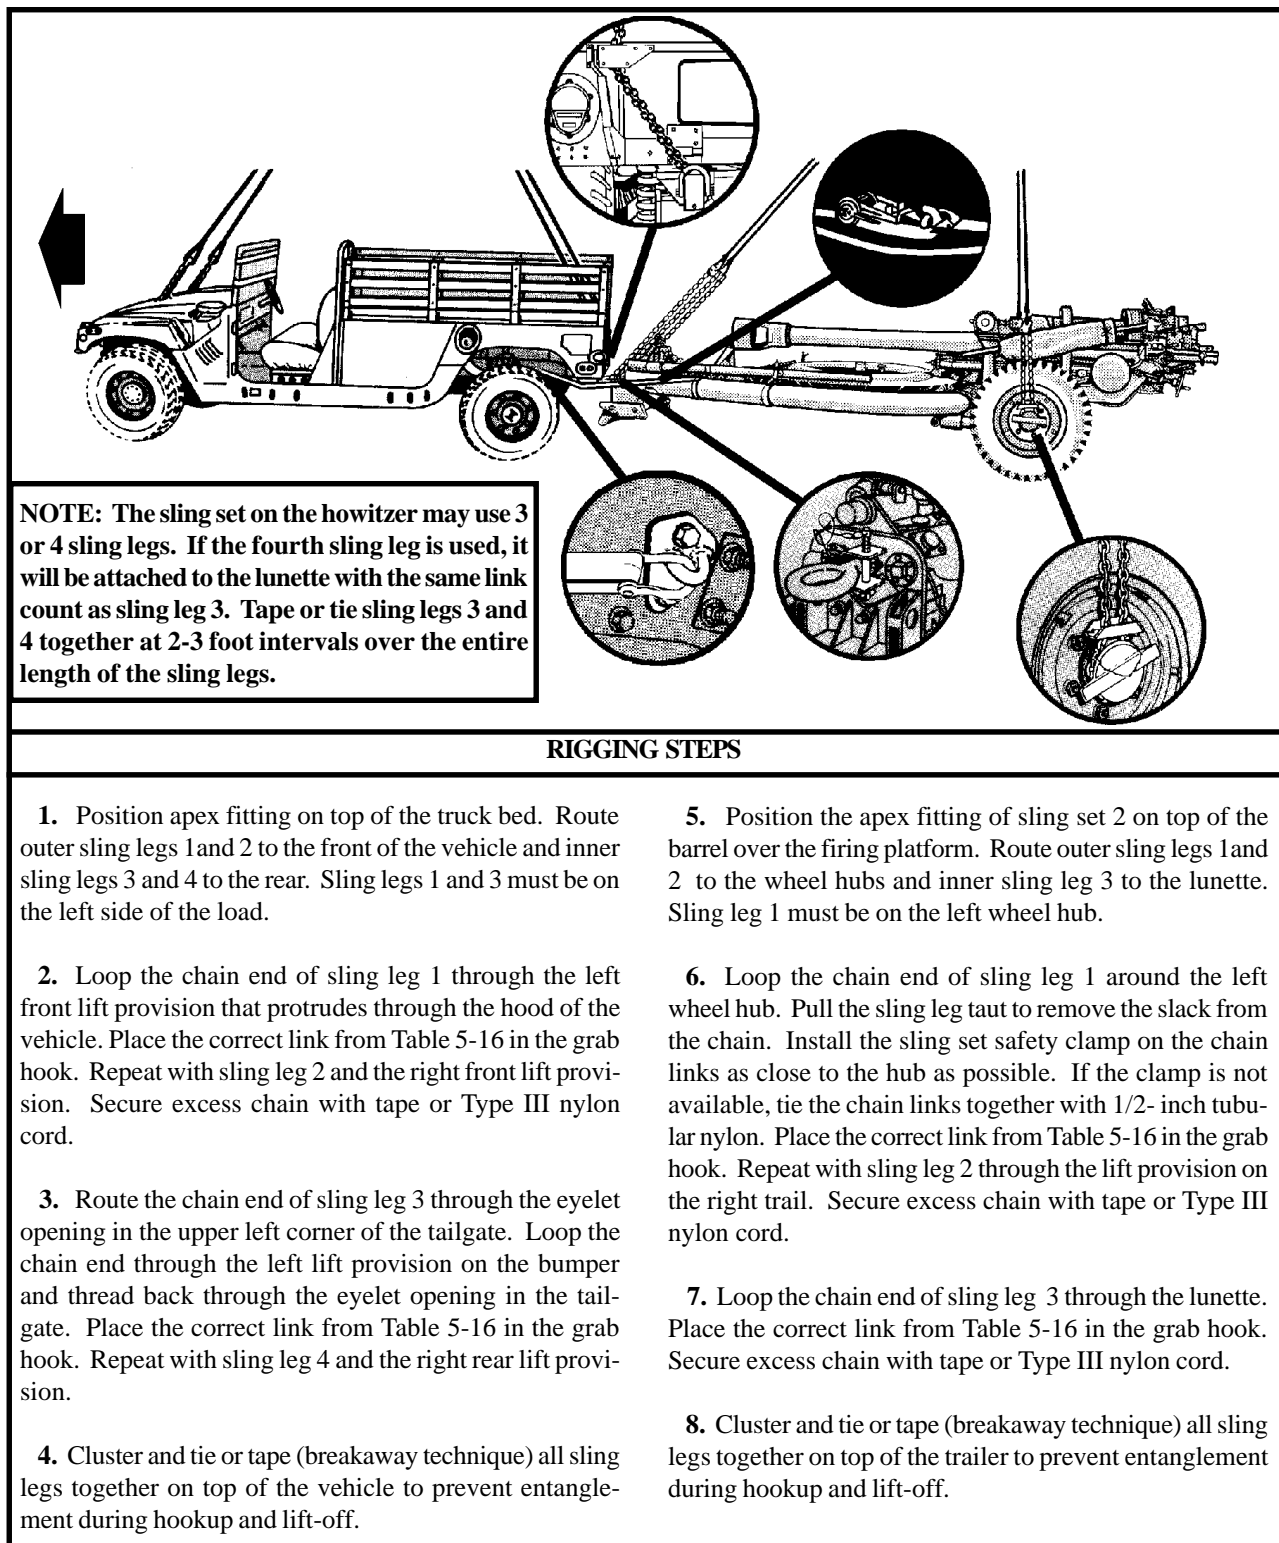 NOTE: The sling set on the howitzer may use 3
or 4 sling legs. If the fourth sling leg is used, it
will be attached to the lunette with the same link
count as sling leg 3. Tape or tie sling legs 3 and
4 together at 2-3 foot intervals over the entire
length of the sling legs.
RIGGING STEPS
1. Position apex fitting on top of the truck bed. Route
outer sling legs 1and 2 to the front of the vehicle and inner
sling legs 3 and 4 to the rear. Sling legs 1 and 3 must be on
the left side of the load.
2. Loop the chain end of sling leg 1 through the left
front lift provision that protrudes through the hood of the
vehicle. Place the correct link from Table 5-16 in the grab
hook. Repeat with sling leg 2 and the right front lift provi-
sion. Secure excess chain with tape or Type III nylon
cord.
3. Route the chain end of sling leg 3 through the eyelet
opening in the upper left corner of the tailgate. Loop the
chain end through the left lift provision on the bumper
and thread back through the eyelet opening in the tail-
gate. Place the correct link from Table 5-16 in the grab
hook. Repeat with sling leg 4 and the right rear lift provi-
sion.
4. Cluster and tie or tape (breakaway technique) all sling
legs together on top of the vehicle to prevent entangle-
ment during hookup and lift-off.
5. Position the apex fitting of sling set 2 on top of the
barrel over the firing platform. Route outer sling legs 1and
2 to the wheel hubs and inner sling leg 3 to the lunette.
Sling leg 1 must be on the left wheel hub.
6. Loop the chain end of sling leg 1 around the left
wheel hub. Pull the sling leg taut to remove the slack from
the chain. Install the sling set safety clamp on the chain
links as close to the hub as possible. If the clamp is not
available, tie the chain links together with 1/2- inch tubu-
lar nylon. Place the correct link from Table 5-16 in the grab
hook. Repeat with sling leg 2 through the lift provision on
the right trail. Secure excess chain with tape or Type III
nylon cord.
7. Loop the chain end of sling leg 3 through the lunette.
Place the correct link from Table 5-16 in the grab hook.
Secure excess chain with tape or Type III nylon cord.
8. Cluster and tie or tape (breakaway technique) all sling
legs together on top of the trailer to prevent entanglement
during hookup and lift-off.